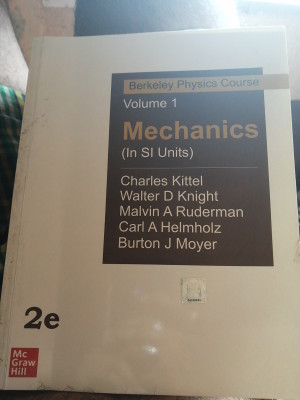 Berkeley Physics Course
Volume 1
Mechanics
(In SI Units)
Charles Kittel
Walter D Knight
Malvin A Ruderman
Carl A Helmholz
Burton J Moyer
2e
Mc
Graw
Hill